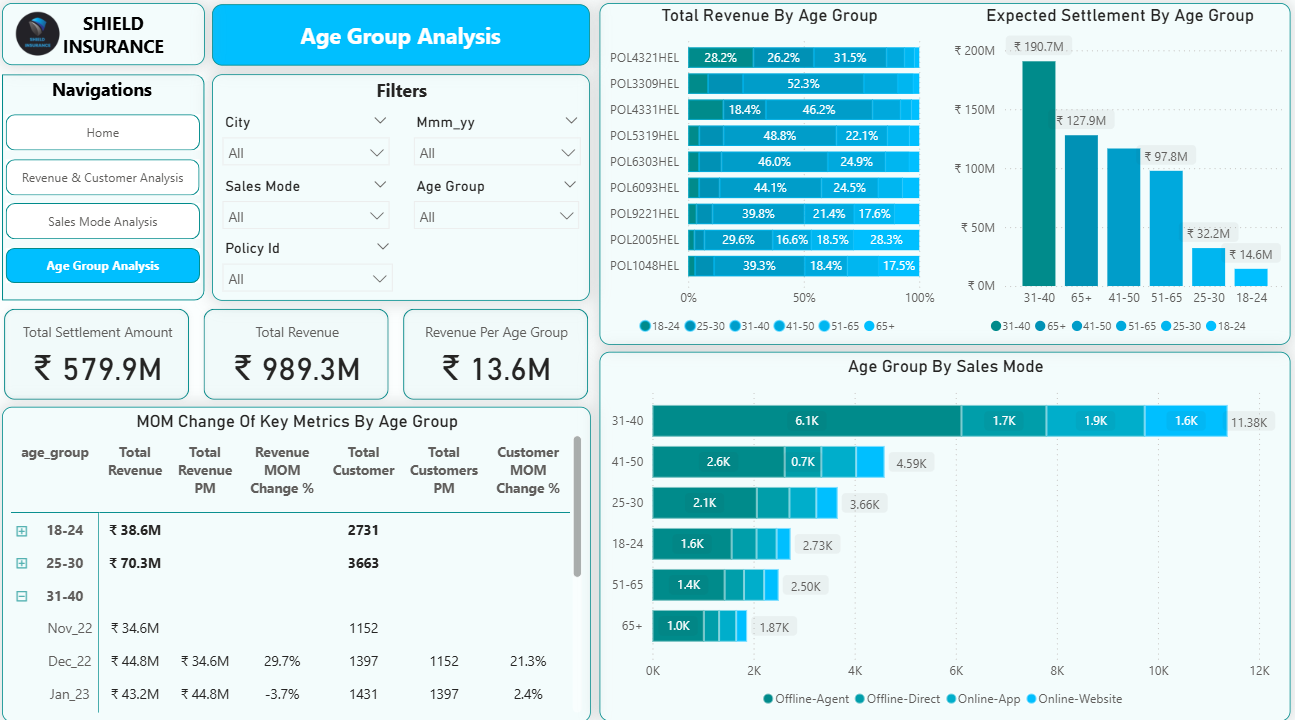 SHIELD
INSURANCE
SHIELD
INSURANCE
Age Group Analysis
Navigations
Home
Revenue & Customer Analysis
Sales Mode Analysis
Age Group Analysis
Filters
City
All
Mmm_yy
All
Sales Mode
All
Age Group
All
Policy Id
All
Total Settlement Amount
₹ 579.9M
Total Revenue
₹ 989.3M
Revenue Per Age Group
₹ 13.6M
MOM Change Of Key Metrics By Age Group
age_group Total Revenue Total Revenue PM Revenue MOM Change % Total Customer Total Customers PM Customer MOM Change %
18-24 ₹ 38.6M 2731
25-30 ₹ 70.3M 3663
31-40
Nov_22 ₹ 34.6M 1152
Dec_22 ₹ 44.8M ₹ 34.6M 29.7% 1397 1152 21.3%
Jan_23 ₹ 43.2M ₹ 44.8M -3.7% 1431 1397 2.4%
Total Revenue By Age Group
POL4321HEL 28.2% 26.2% 31.5%
POL3309HEL 52.3%
POL4331HEL 18.4% 46.2%
POL5319HEL 48.8% 22.1%
POL6303HEL 46.0% 24.9%
POL6093HEL 44.1% 24.5%
POL9221HEL 39.8% 21.4% 17.6%
POL2005HEL 29.6% 16.6% 18.5% 28.3%
POL1048HEL 39.3% 18.4% 17.5%
0% 50% 100%
18-24 25-30 31-40 41-50 51-65 65+
Expected Settlement By Age Group
₹ 200M
₹ 150M
₹ 100M
₹ 50M
₹ 0M
₹ 190.7M
₹ 127.9M
₹ 97.8M
₹ 32.2M
₹ 14.6M
31-40 65+ 41-50 51-65 25-30 18-24
31-40 65+ 41-50 51-65 25-30 18-24
Age Group By Sales Mode
31-40 6.1K 1.7K 1.9K 1.6K 11.38K
41-50 2.6K 0.7K 4.59K
25-30 2.1K 3.66K
18-24 1.6K 2.73K
51-65 1.4K 2.50K
65+ 1.0K 1.87K
0K 2K 4K 6K 8K 10K 12K
Offline-Agent Offline-Direct Online-App Online-Website